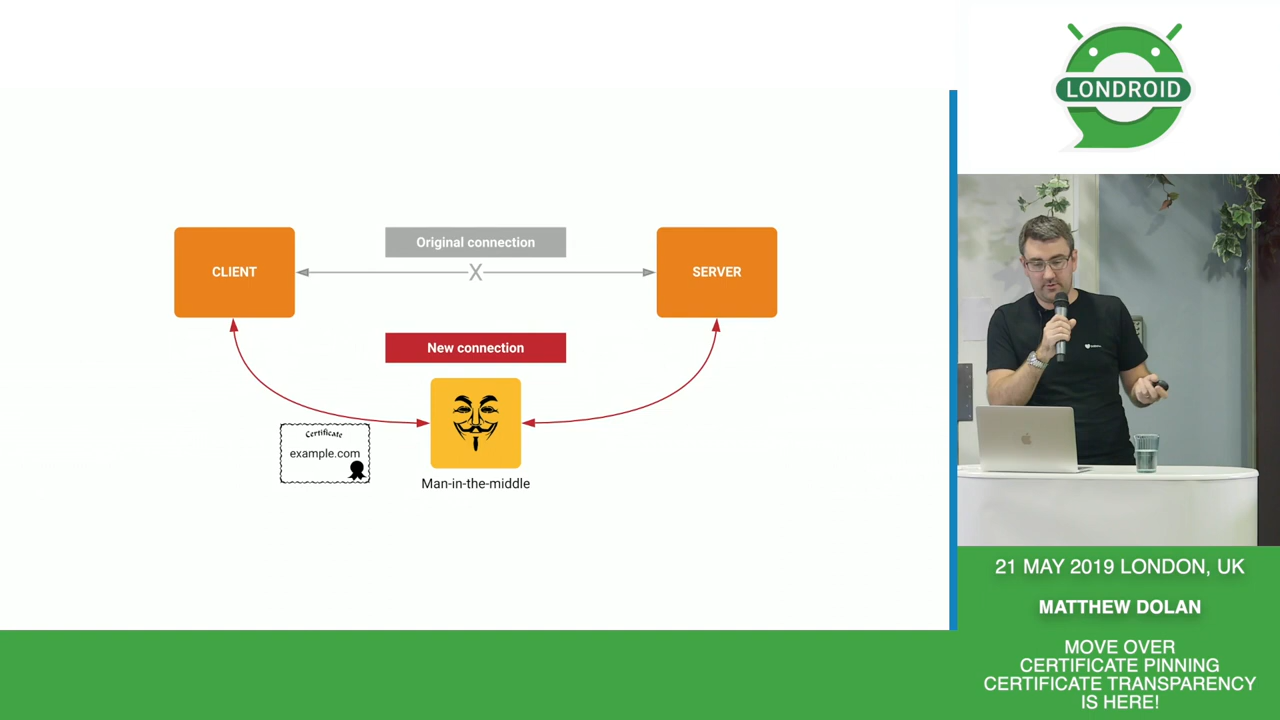 Original connection
CLIENT
X
SERVER
New connection
Certificate
example.com
Man-in-the-middle
LONDROID
21 MAY 2019 LONDON, UK
MATTHEW DOLAN
MOVE OVER
CERTIFICATE PINNING
CERTIFICATE TRANSPARENCY
IS HERE!